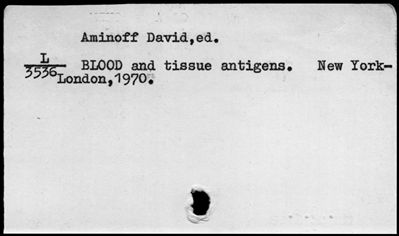 Aminoff David,ed.
L
3536
BLOOD and tissue antigens. New York-
London,1970.